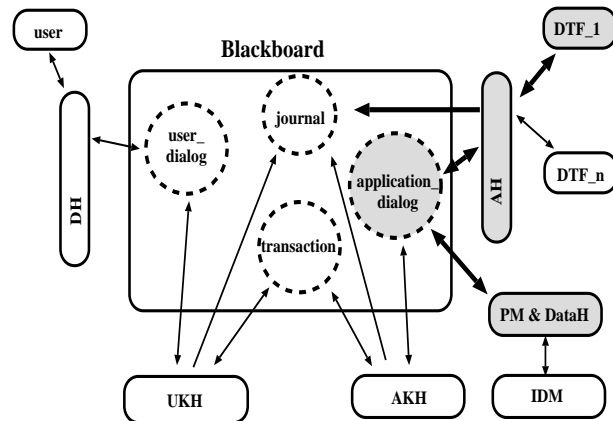 user
DTF_1
Blackboard
journal
user_
dialog
application_
dialog
DH
AH
DTF_n
transaction
PM & DataH
UKH
AKH
IDM